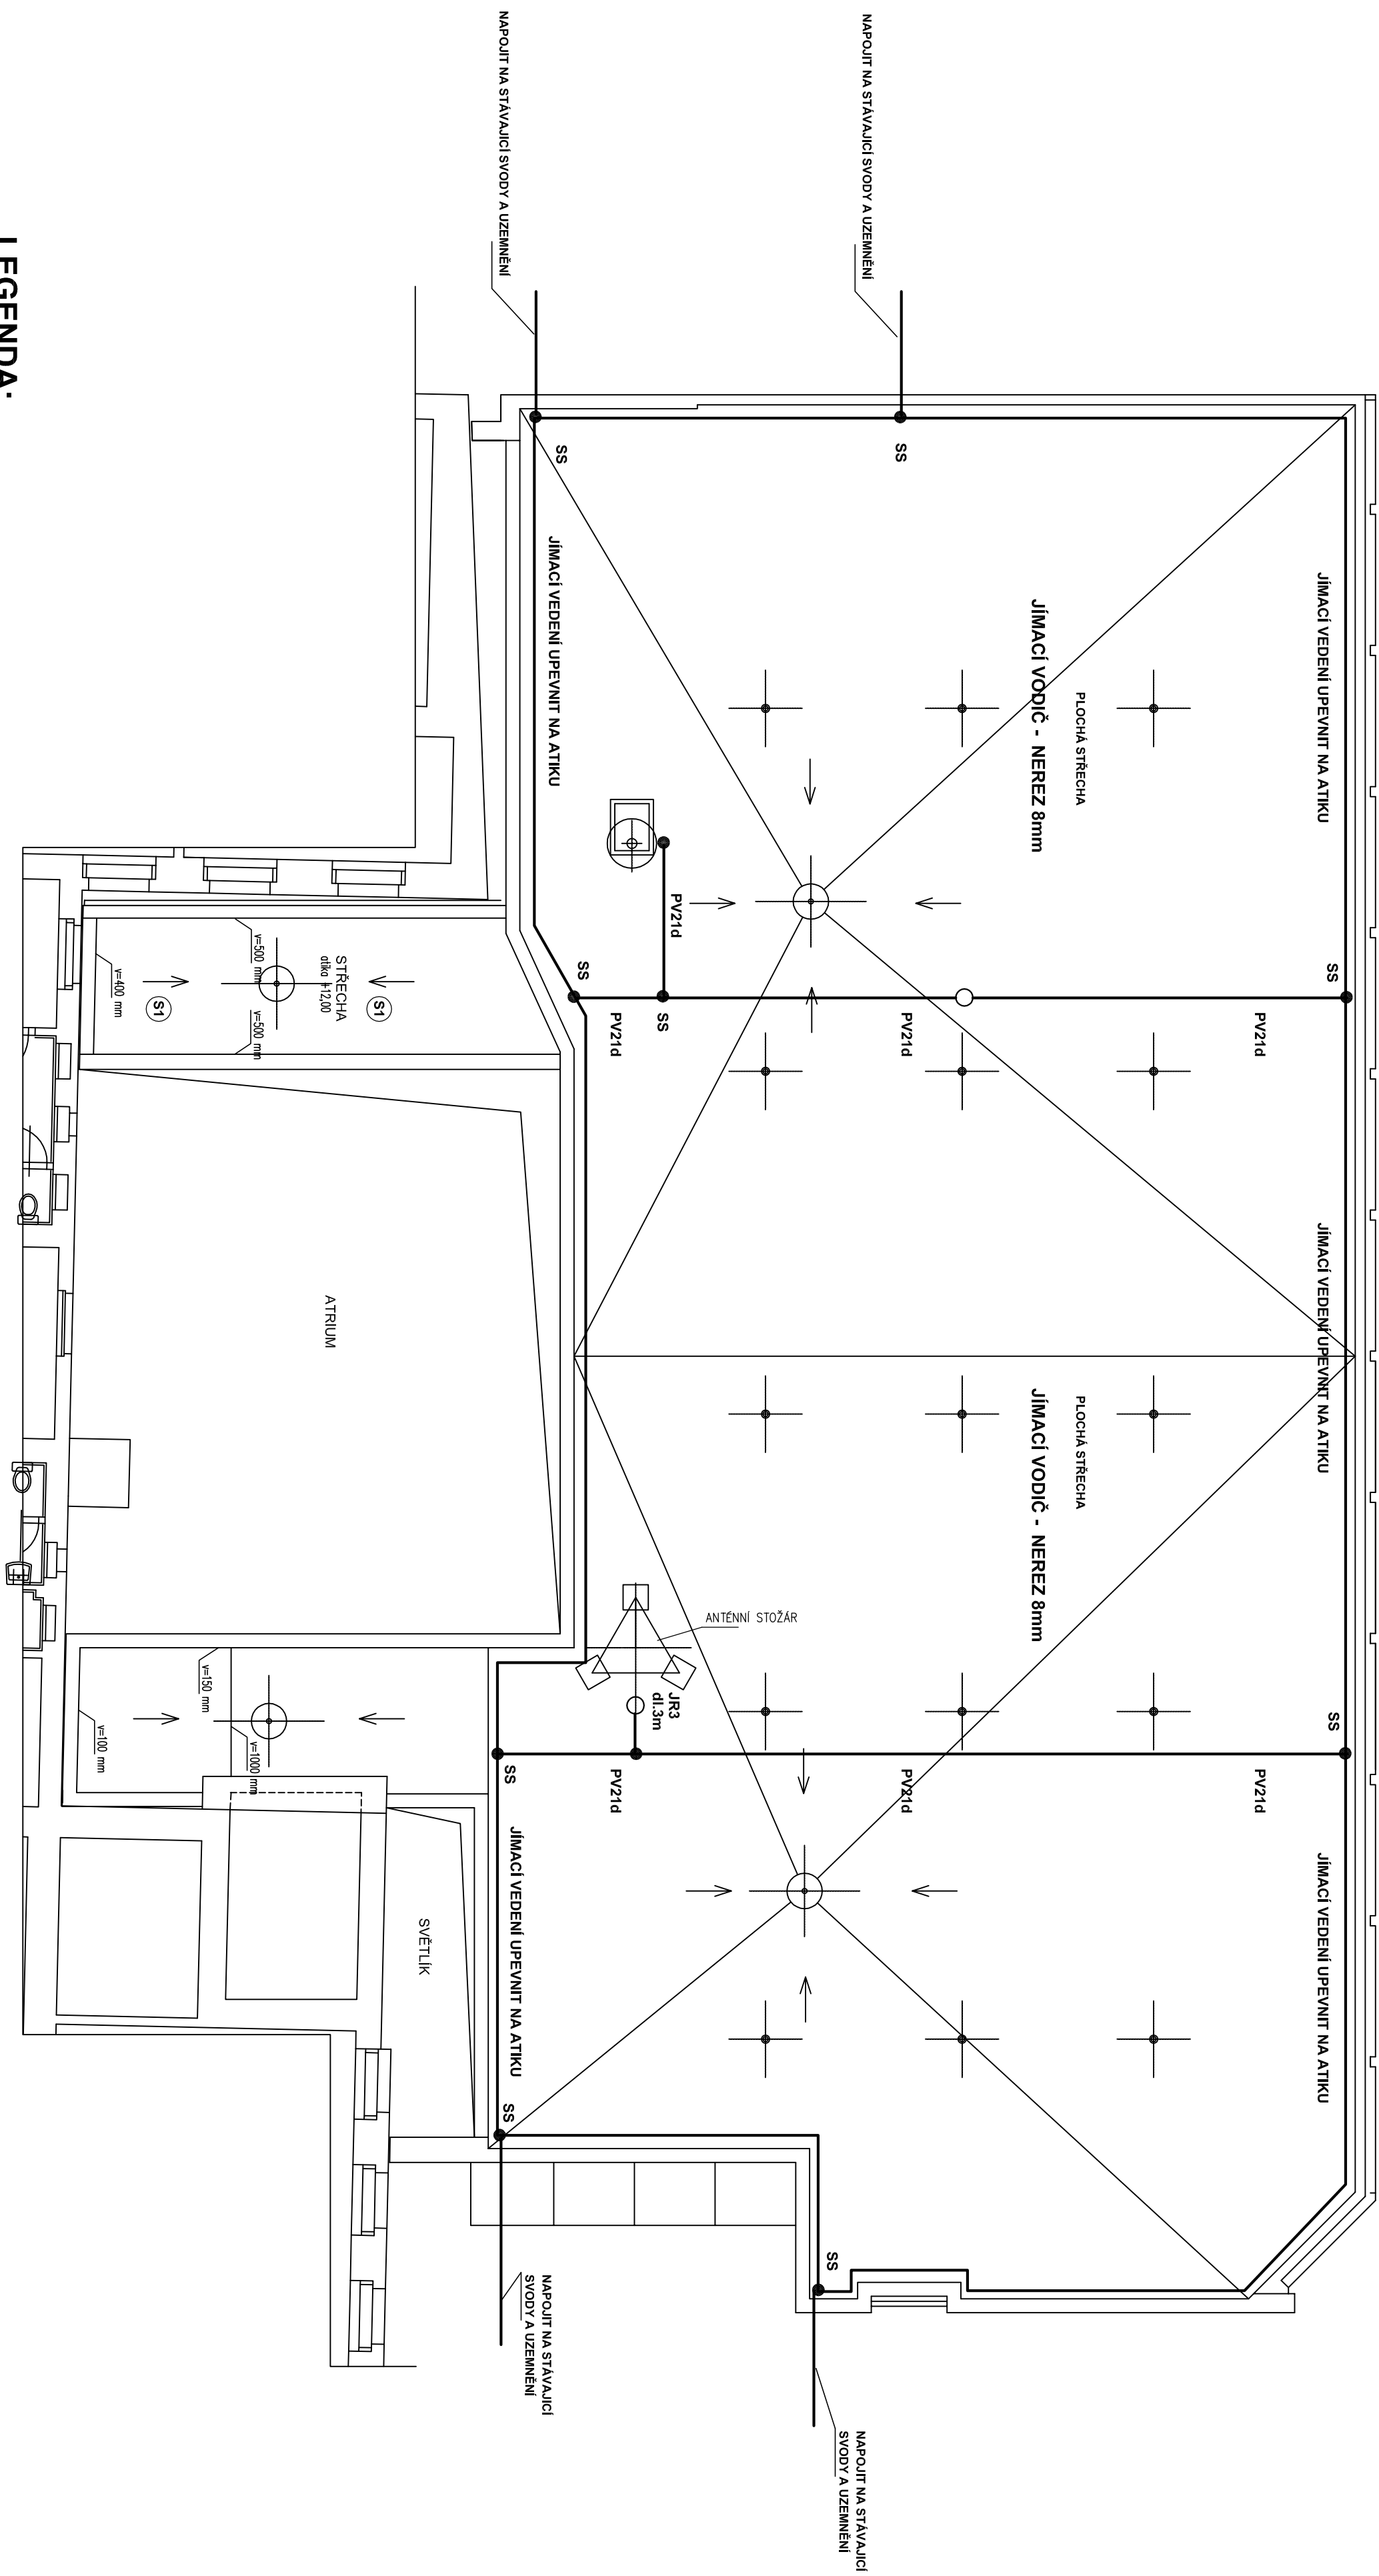 NAPOJIT NA STÁVAJICÍ SVODY A UZEMNĚNÍ
NAPOJIT NA STÁVAJICÍ SVODY A UZEMNĚNÍ
SS
SS
JÍMACÍ VEDENÍ UPEVNIT NA ATIKU
JÍMACÍ VEDENÍ UPEVNIT NA ATIKU
PLOCHÁ STŘECHA
JÍMACÍ VODIČ - NEREZ 8mm
PV21d
SS
SS
SS
PV21d
PV21d
PV21d
STŘECHA
atika +12,00
S1
S1
v=500 mm
v=500 mm
v=400 mm
ATRIUM
JÍMACÍ VEDENÍ UPEVNIT NA ATIKU
PLOCHÁ STŘECHA
JÍMACÍ VODIČ - NEREZ 8mm
ANTÉNNÍ STOŽÁR
JR3
dl.3m
SS
SS
PV21d
PV21d
PV21d
v=150 mm
v=1000 mm
v=100 mm
JÍMACÍ VEDENÍ UPEVNIT NA ATIKU
JÍMACÍ VEDENÍ UPEVNIT NA ATIKU
SVĚTLÍK
SS
SS
NAPOJIT NA STÁVAJICÍ
SVODY A UZEMNĚNÍ
NAPOJIT NA STÁVAJICÍ
SVODY A UZEMNĚNÍ
LEGENDA: